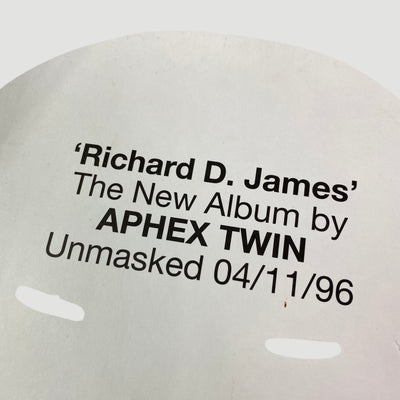 ‘Richard D. James’
The New Album by
APHEX TWIN
Unmasked 04/11/96